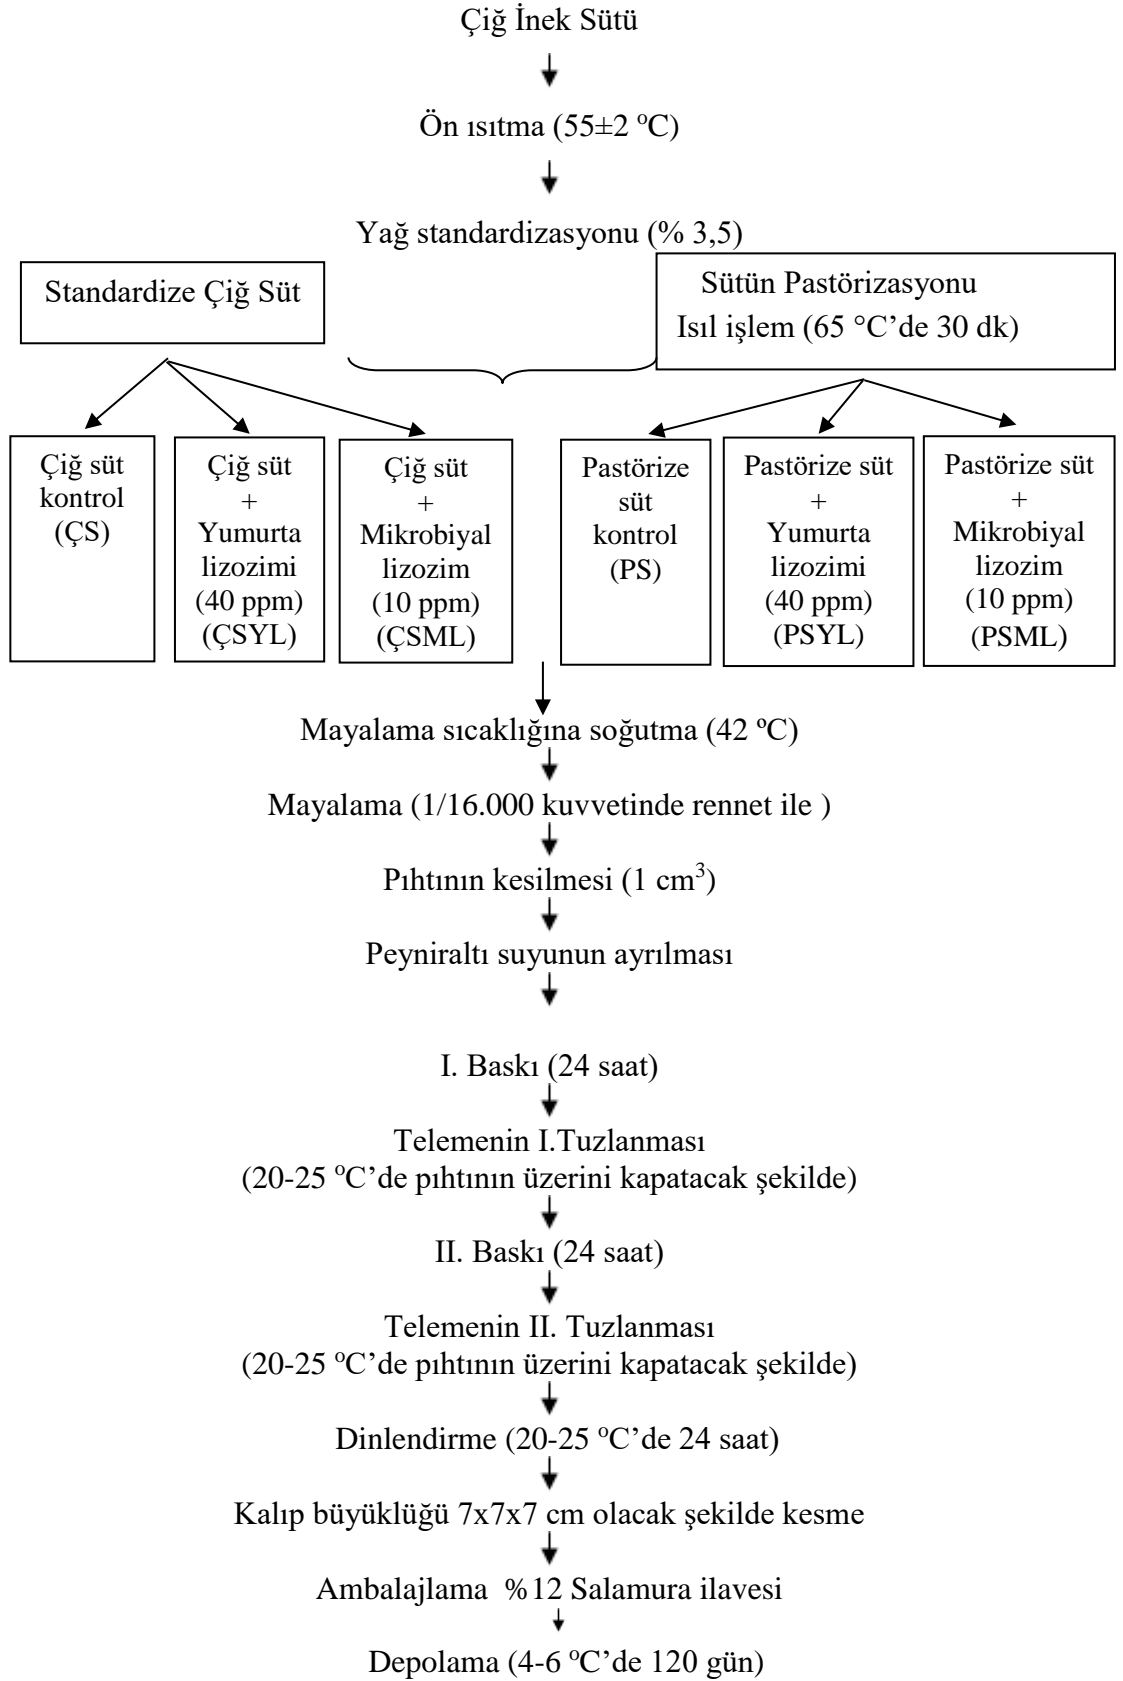 Çiğ İnek Sütü
Ön ısıtma (55±2 ºC)
Yağ standardizasyonu (% 3,5)
Standardize Çiğ Süt
Sütün Pastörizasyonu
Isıl işlem (65 °C’de 30 dk)
Çiğ süt
kontrol
(ÇS)
Çiğ süt
+
Yumurta
lizozimi
(40 ppm)
(ÇSYL)
Çiğ süt
+
Mikrobiyal
lizozim
(10 ppm)
(ÇSML)
Pastörize
süt
kontrol
(PS)
Pastörize süt
+
Yumurta
lizozimi
(40 ppm)
(PSYL)
Pastörize süt
+
Mikrobiyal
lizozim
(10 ppm)
(PSML)
Mayalama sıcaklığına soğutma (42 ºC)
Mayalama (1/16.000 kuvvetinde rennet ile )
Pıhtının kesilmesi (1 cm³)
Peyniraltı suyunun ayrılması
I. Baskı (24 saat)
Telemenin I.Tuzlanması
(20-25 ºC’de pıhtının üzerini kapatacak şekilde)
II. Baskı (24 saat)
Telemenin II. Tuzlanması
(20-25 ºC’de pıhtının üzerini kapatacak şekilde)
Dinlendirme (20-25 ºC’de 24 saat)
Kalıp büyüklüğü 7x7x7 cm olacak şekilde kesme
Ambalajlama %12 Salamura ilavesi
Depolama (4-6 ºC’de 120 gün)